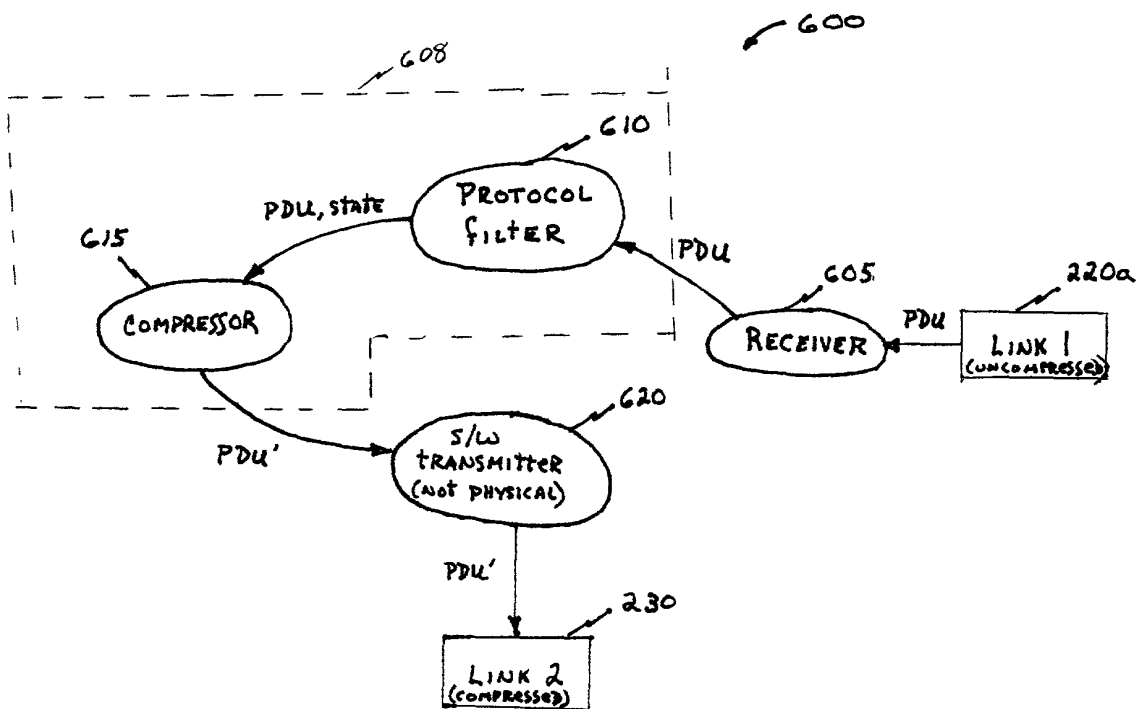 600
608
610
PROTOCOL
FILTER
PDU, STATE
615
PDU
605
220a
COMPRESSOR
RECEIVER
PDU
LINK 1
(UNCOMPRESSED)
620
PDU'
S/W
TRANSMITTER
(NOT PHYSICAL)
PDU'
230
LINK 2
(COMPRESSED)